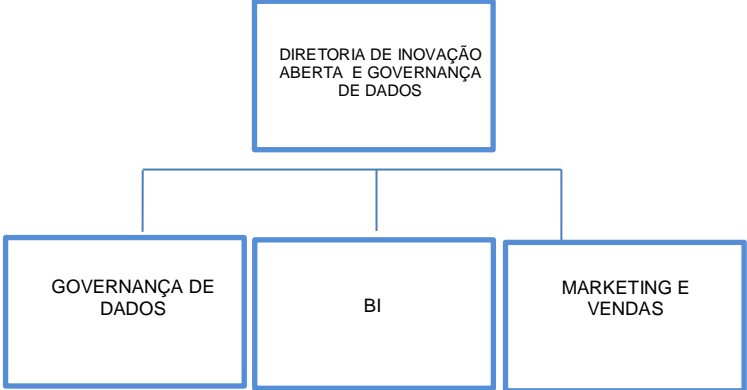 DIRETORIA DE INOVAÇÃO
ABERTA E GOVERNANÇA
DE DADOS
GOVERNANÇA DE
DADOS
BI
MARKETING E
VENDAS